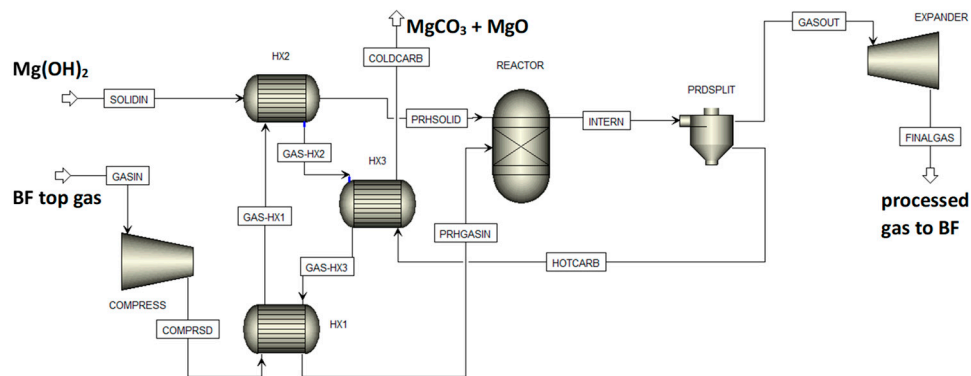 MgCO₃ + MgO
GASOUT
EXPANDER
HX2
COLDCARB
REACTOR
Mg(OH)₂
SOLIDIN
PRHSOLID
INTERN
PRDSPLIT
GAS-HX2
HX3
FINALGAS
BF top gas
GASIN
GAS-HX1
PRHGASIN
processed
gas to BF
GAS-HX3
HOTCARB
COMPRESS
COMPRSD
HX1